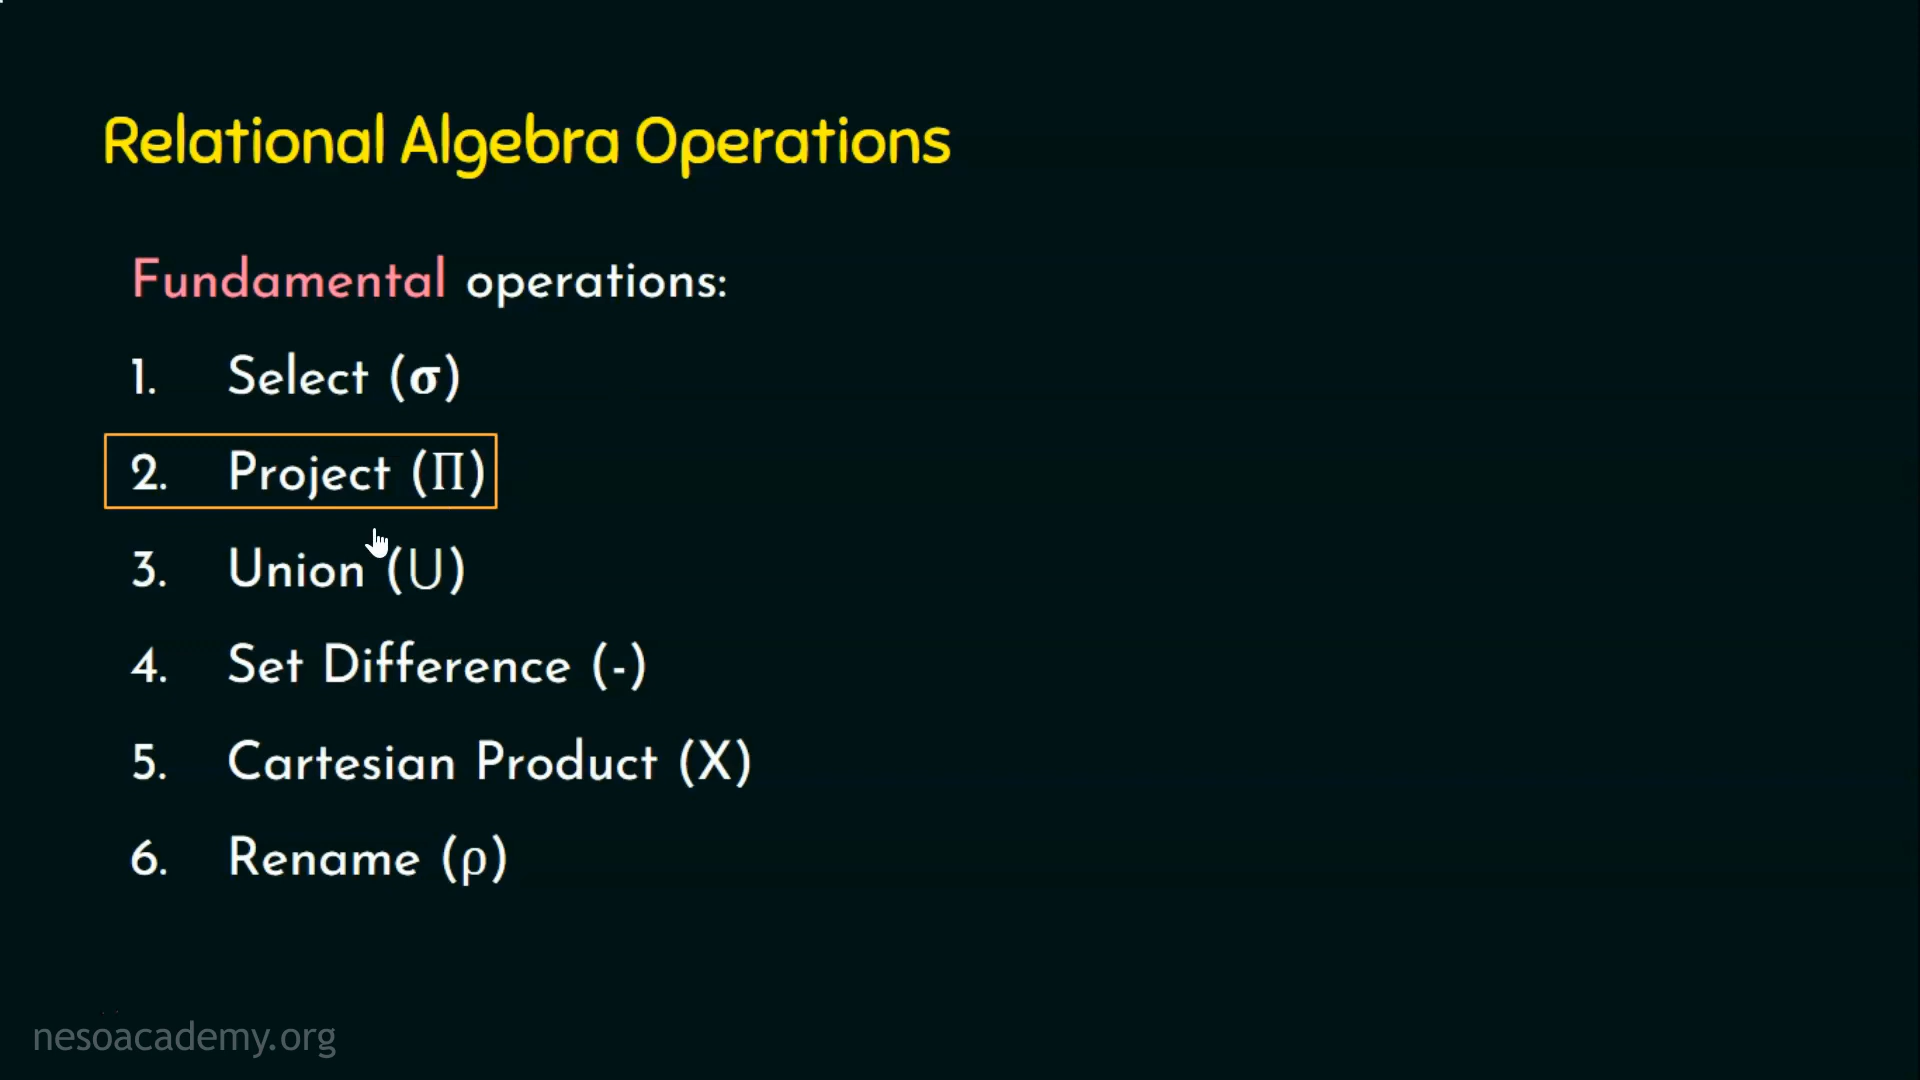 Relational Algebra Operations
Fundamental operations:
1. Select (σ)
2. Project (Π)
3. Union (∪)
4. Set Difference (-)
5. Cartesian Product (X)
6. Rename (ρ)
nesoacademy.org